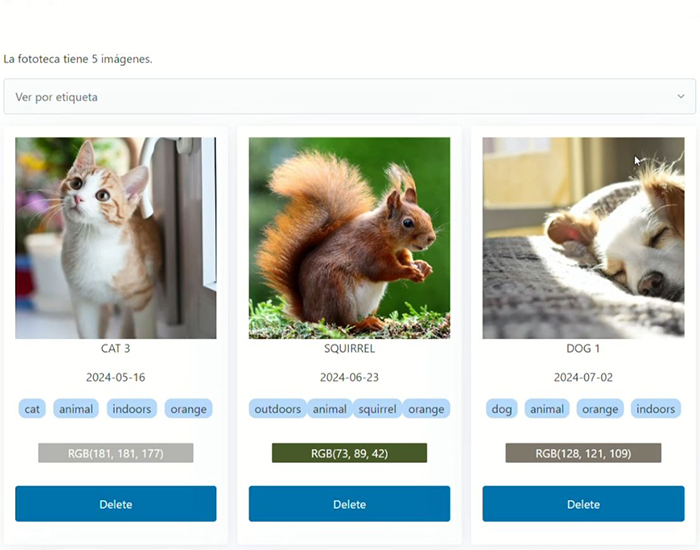 La fototeca tiene 5 imágenes.
Ver por etiqueta
CAT 3
2024-05-16
cat animal indoors orange
RGB(181, 181, 177)
Delete
SQUIRREL
2024-06-23
outdoors animal squirrel orange
RGB(73, 89, 42)
Delete
DOG 1
2024-07-02
dog animal orange indoors
RGB(128, 121, 109)
Delete